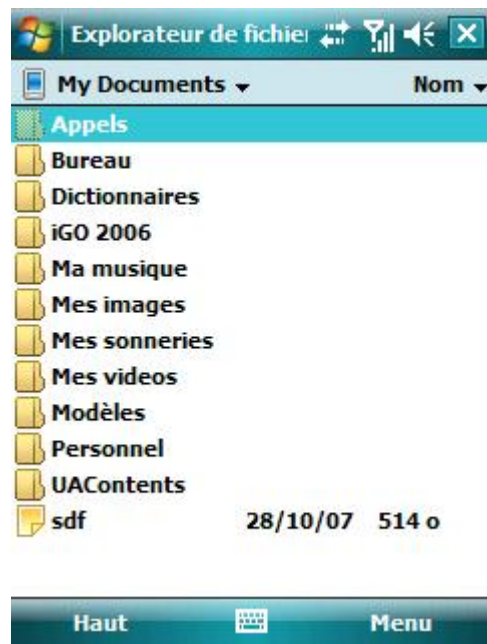 Explorateur de fichier
My Documents Nom
Appels
Bureau
Dictionnaires
iGO 2006
Ma musique
Mes images
Mes sonneries
Mes videos
Modèles
Personnel
UAContents
sdf 28/10/07 514 o
Haut Menu